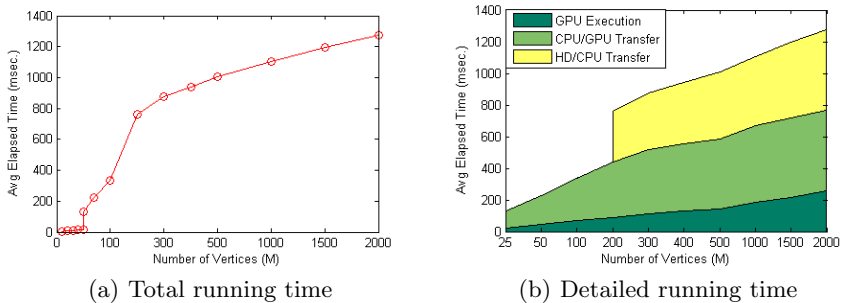 1400
1200
1000
800
600
400
200
0
Avg Elapsed Time (msec.)
0 100 300 500 1000 1500 2000
Number of Vertices (M)
(a) Total running time
1400
1200
1000
800
600
400
200
0
Avg Elapsed Time (msec.)
GPU Execution
CPU/GPU Transfer
HD/CPU Transfer
25 50 100 200 300 400 500 1000 1500 2000
Number of Vertices (M)
(b) Detailed running time